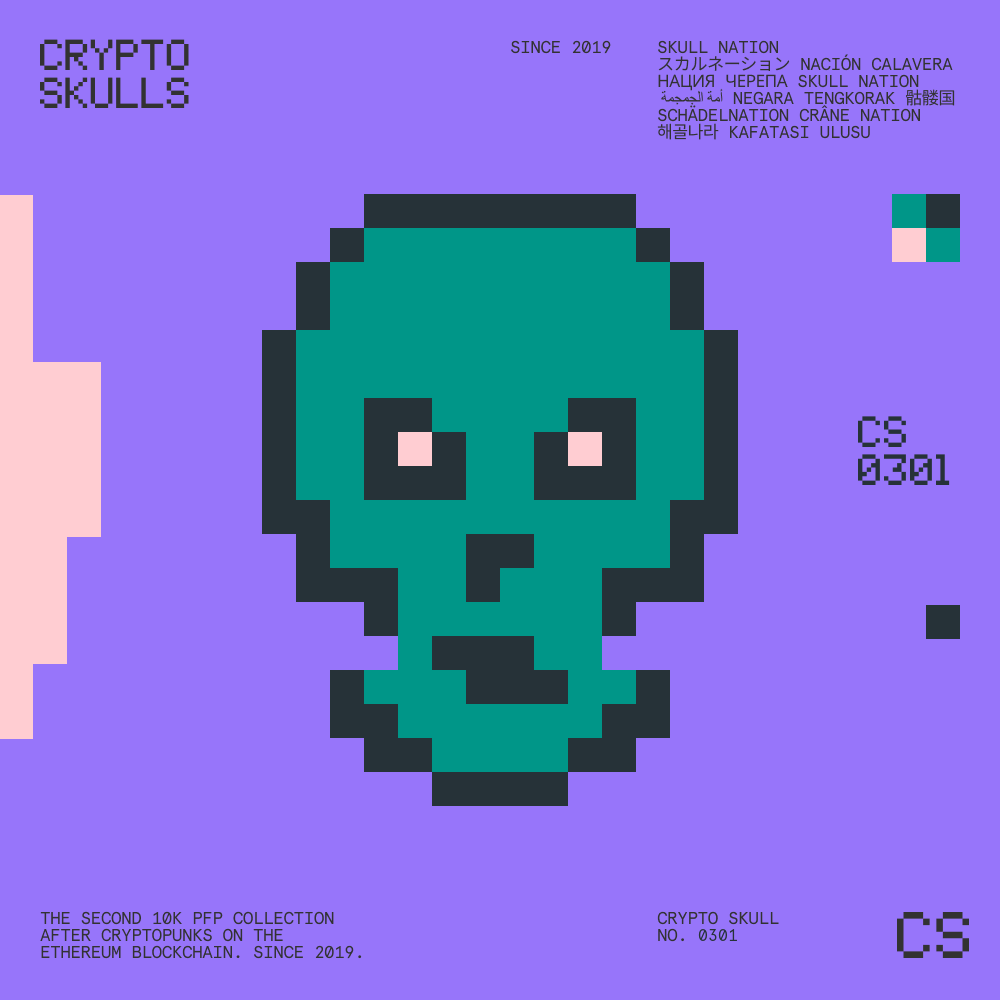 CRYPTO
SKULLS
SINCE 2019
SKULL NATION
スカルネーション NACIÓN CALAVERA
НАЦИЯ ЧЕРЕПА SKULL NATION
أمة الجمجمة NEGARA TENGKORAK 骷髅国
SCHÄDELNATION CRÂNE NATION
해골나라 KAFATASI ULUSU
CS
0301
THE SECOND 10K PFP COLLECTION
AFTER CRYPTOPUNKS ON THE
ETHEREUM BLOCKCHAIN. SINCE 2019.
CRYPTO SKULL
NO. 0301
CS